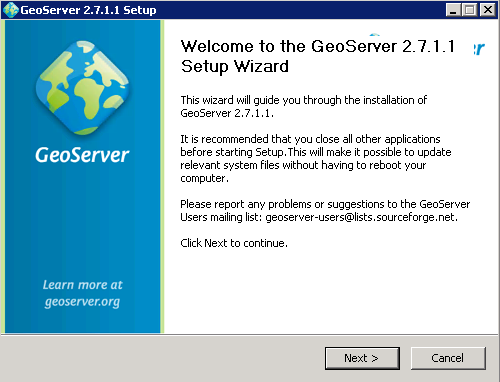 GeoServer 2.7.1.1 Setup
Welcome to the GeoServer 2.7.1.1
Setup Wizard
This wizard will guide you through the installation of
GeoServer 2.7.1.1.
It is recommended that you close all other applications
before starting Setup.This will make it possible to update
relevant system files without having to reboot your
computer.
Please report any problems or suggestions to the GeoServer
Users mailing list: geoserver-users@lists.sourceforge.net.
Click Next to continue.
GeoServer
Learn more at
geoserver.org
Next >
Cancel